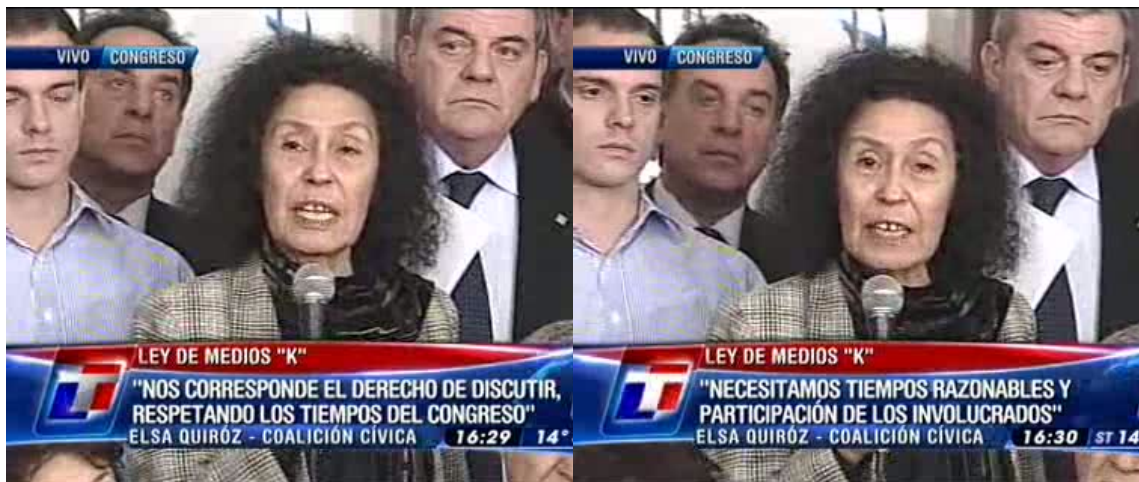 VIVO CONGRESO
LEY DE MEDIOS "K"
"NOS CORRESPONDE EL DERECHO DE DISCUTIR,
RESPETANDO LOS TIEMPOS DEL CONGRESO"
ELSA QUIRÓZ - COALICIÓN CÍVICA 16:29 14°
VIVO CONGRESO
LEY DE MEDIOS "K"
"NECESITAMOS TIEMPOS RAZONABLES Y
PARTICIPACIÓN DE LOS INVOLUCRADOS"
ELSA QUIRÓZ - COALICIÓN CÍVICA 16:30 ST 14